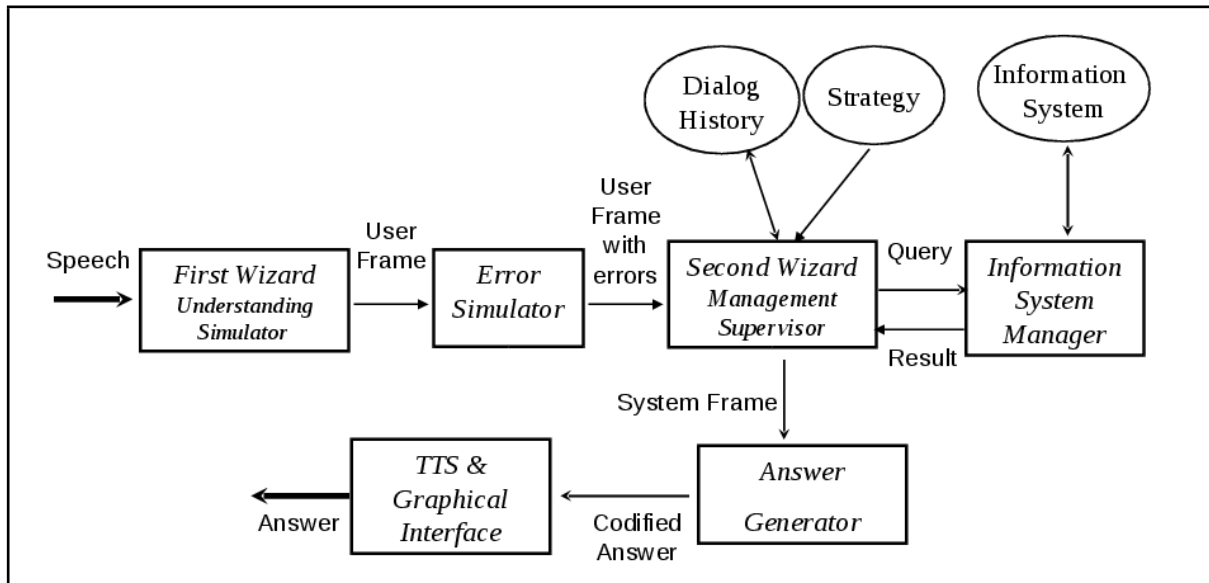 Dialog
History
Strategy
Information
System
Speech
First Wizard
Understanding
Simulator
User
Frame
Error
Simulator
User
Frame
with
errors
Second Wizard
Management
Supervisor
Query
Result
Information
System
Manager
System Frame
Answer
Generator
Codified
Answer
TTS &
Graphical
Interface
Answer